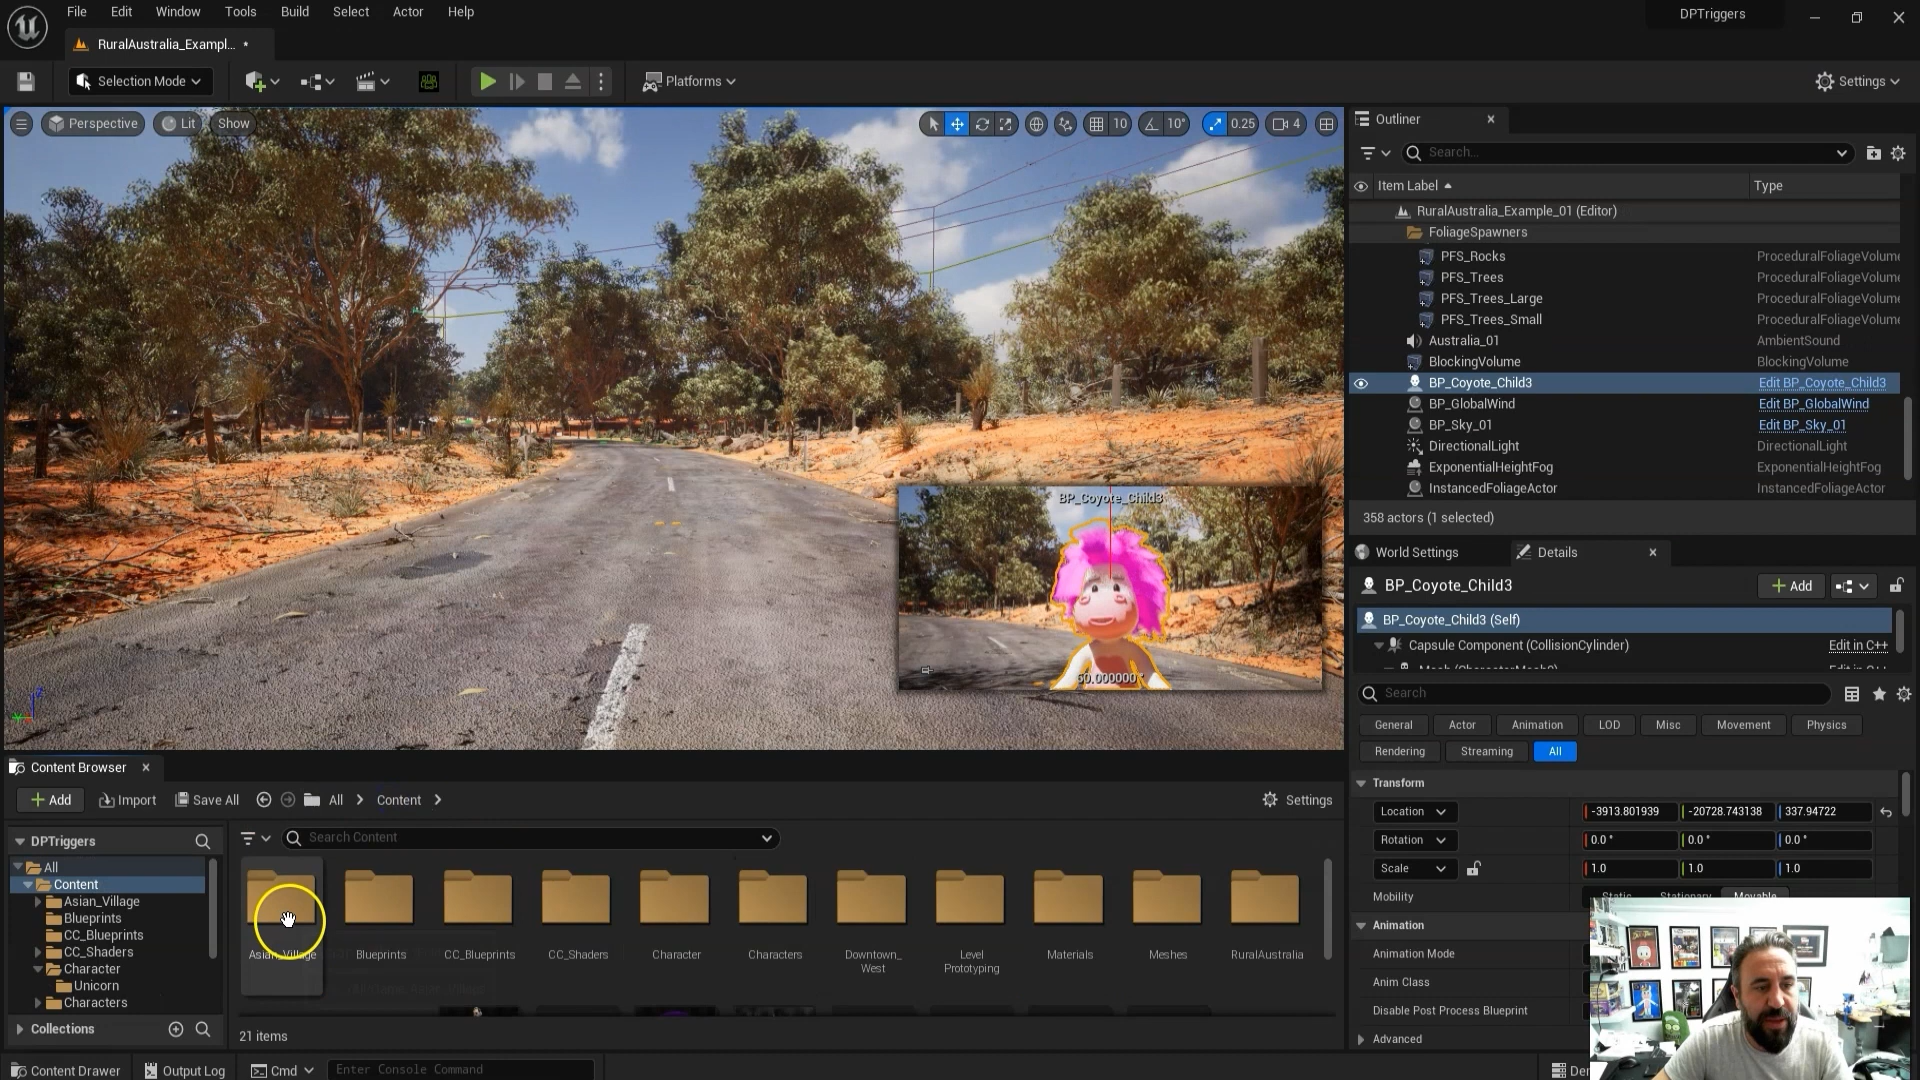 File Edit Window Tools Build Select Actor Help
DPTriggers
RuralAustralia_Exampl... •
Selection Mode
Platforms
Settings
Perspective Lit Show
10 10° 0.25 4
BP_Coyote_Child3
Outliner
Search...
Item Label Type
RuralAustralia_Example_01 (Editor)
FoliageSpawners
PFS_Rocks ProceduralFoliageVolume
PFS_Trees ProceduralFoliageVolume
PFS_Trees_Large ProceduralFoliageVolume
PFS_Trees_Small ProceduralFoliageVolume
Australia_01 AmbientSound
BlockingVolume BlockingVolume
BP_Coyote_Child3 Edit BP_Coyote_Child3
BP_GlobalWind Edit BP_GlobalWind
BP_Sky_01 Edit BP_Sky_01
DirectionalLight DirectionalLight
ExponentialHeightFog ExponentialHeightFog
InstancedFoliageActor InstancedFoliageActor
358 actors (1 selected)
World Settings Details
BP_Coyote_Child3 Add
BP_Coyote_Child3 (Self)
Capsule Component (CollisionCylinder) Edit in C++
Search
General Actor Animation LOD Misc Movement Physics
Rendering Streaming All
Transform
Location -3913.801939 -20728.743138 337.94722
Rotation 0.0° 0.0° 0.0°
Scale 1.0 1.0 1.0
Mobility Static Stationary Movable
Animation
Animation Mode
Anim Class
Disable Post Process Blueprint
Advanced
Content Browser
Add Import Save All All Content Settings
DPTriggers
All
Content
Asian_Village
Blueprints
CC_Blueprints
CC_Shaders
Character
Unicorn
Characters
Collections
Search Content
Asian_Village Blueprints CC_Blueprints CC_Shaders Character Characters Downtown_West Level Prototyping Materials Meshes RuralAustralia
21 items
Content Drawer Output Log Cmd Enter Console Command